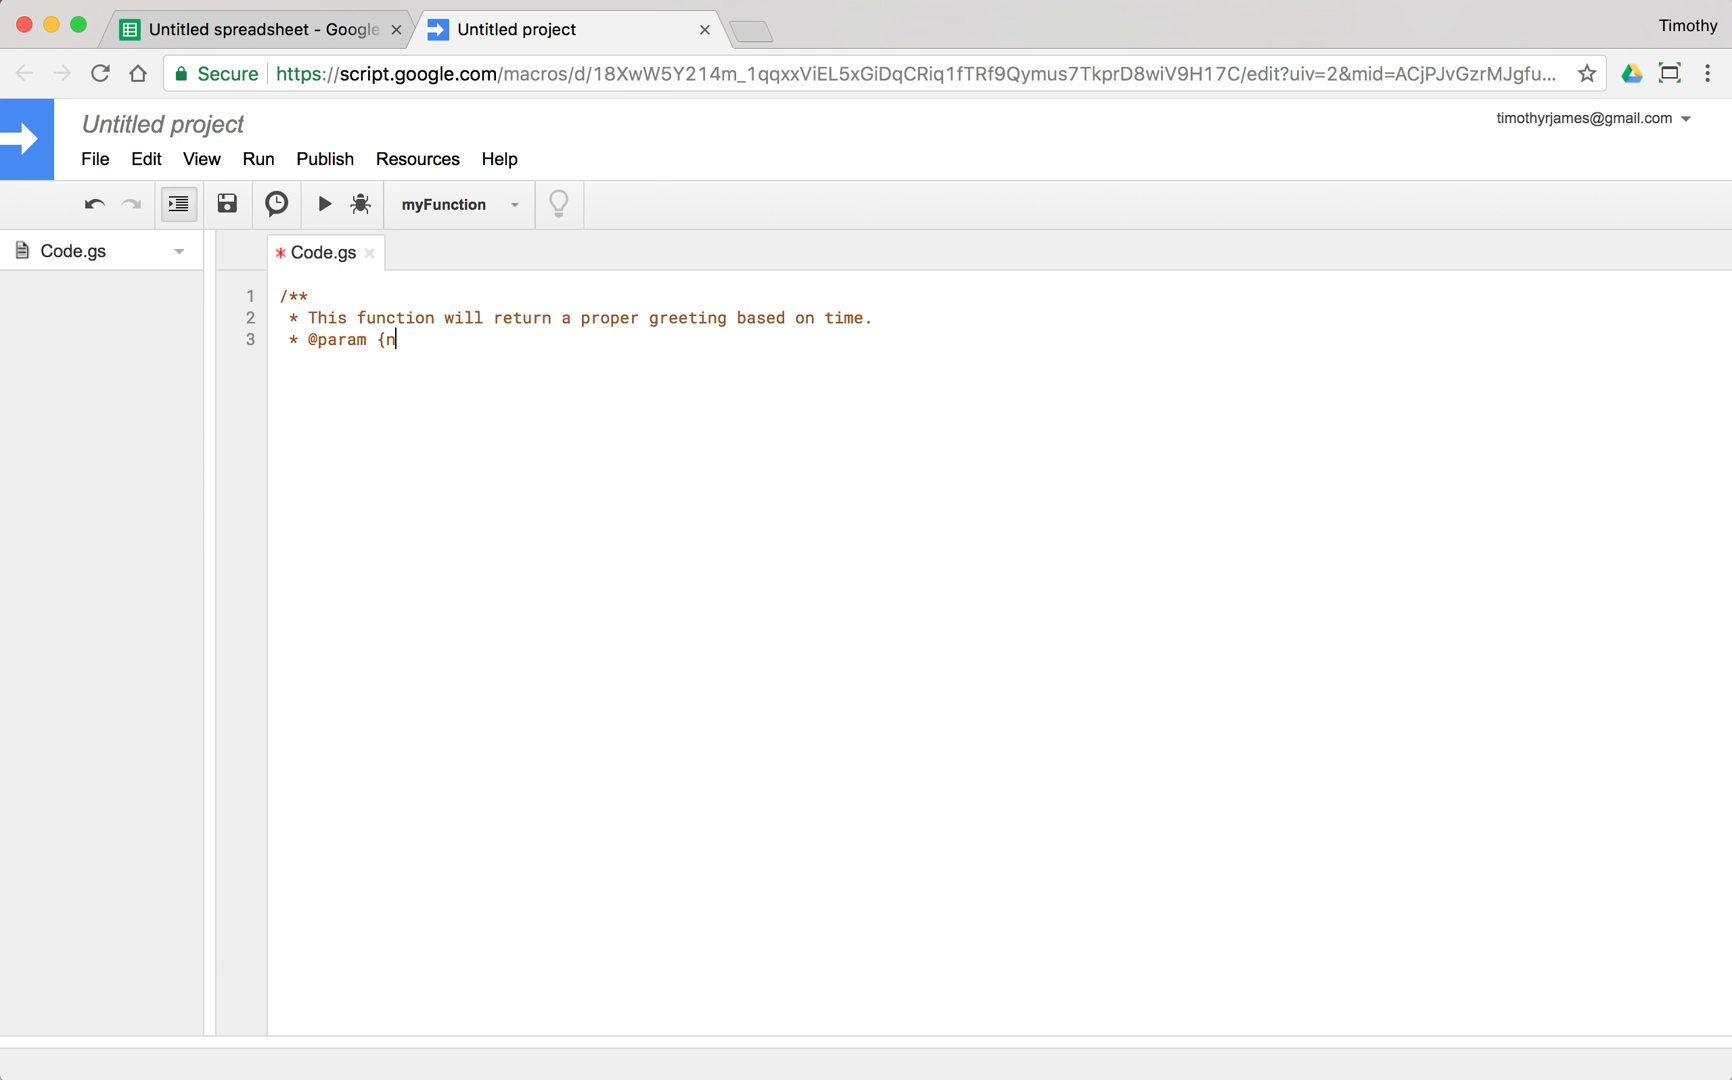 Untitled spreadsheet - Google
Untitled project
Timothy
Secure
https://script.google.com/macros/d/18XwW5Y214m_1qqxxViEL5xGiDqCRiq1fTRf9Qymus7TkprD8wiV9H17C/edit?uiv=2&mid=ACjPJvGzrMJgfu...
Untitled project
timothyrjames@gmail.com
File Edit View Run Publish Resources Help
myFunction
Code.gs
* Code.gs
1 /**
2 * This function will return a proper greeting based on time.
3 * @param {n